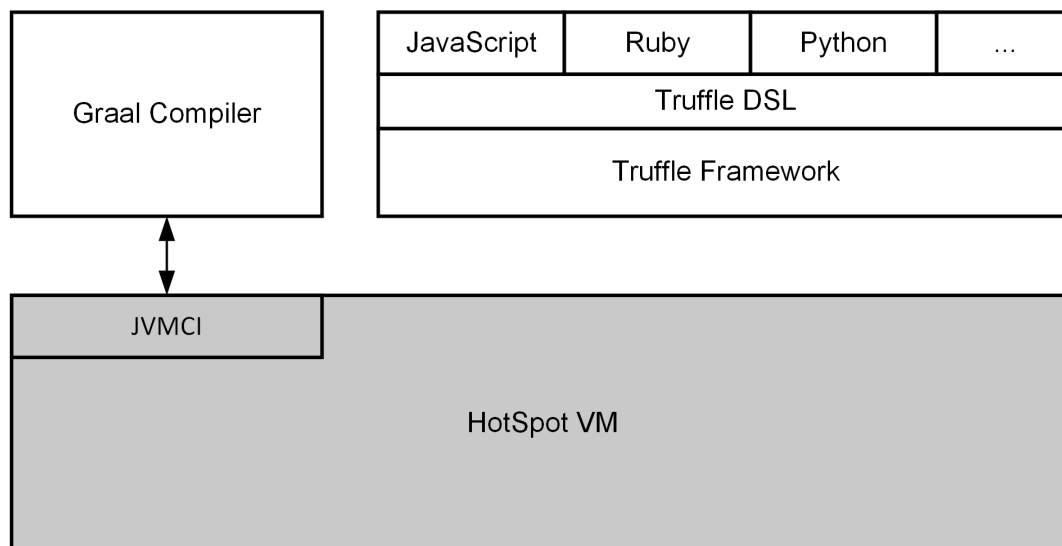 Graal Compiler
JavaScript
Ruby
Python
...
Truffle DSL
Truffle Framework
JVMCI
HotSpot VM